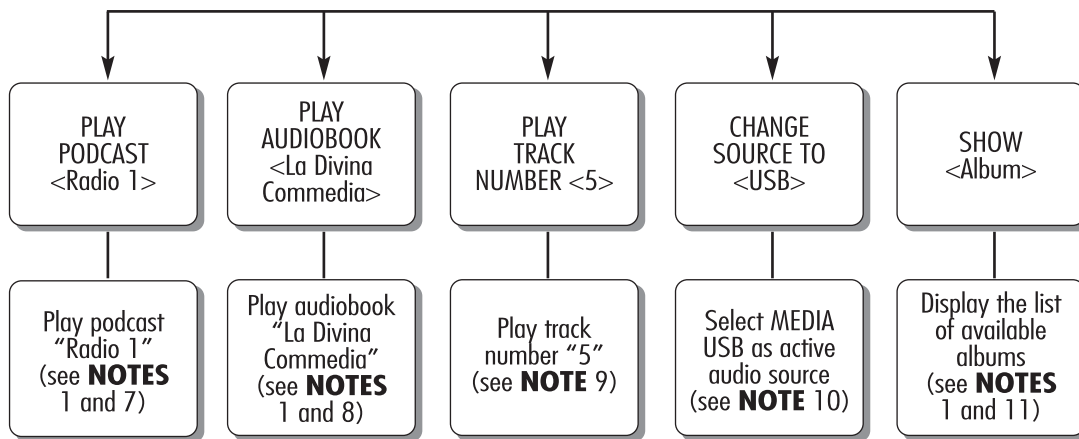 PLAY
PODCAST
<Radio 1>
PLAY
AUDIOBOOK
<La Divina
Commedia>
PLAY
TRACK
NUMBER <5>
CHANGE
SOURCE TO
<USB>
SHOW
<Album>
Play podcast
“Radio 1”
(see NOTES
1 and 7)
Play audiobook
“La Divina
Commedia”
(see NOTES
1 and 8)
Play track
number “5”
(see NOTE 9)
Select MEDIA
USB as active
audio source
(see NOTE 10)
Display the list
of available
albums
(see NOTES
1 and 11)